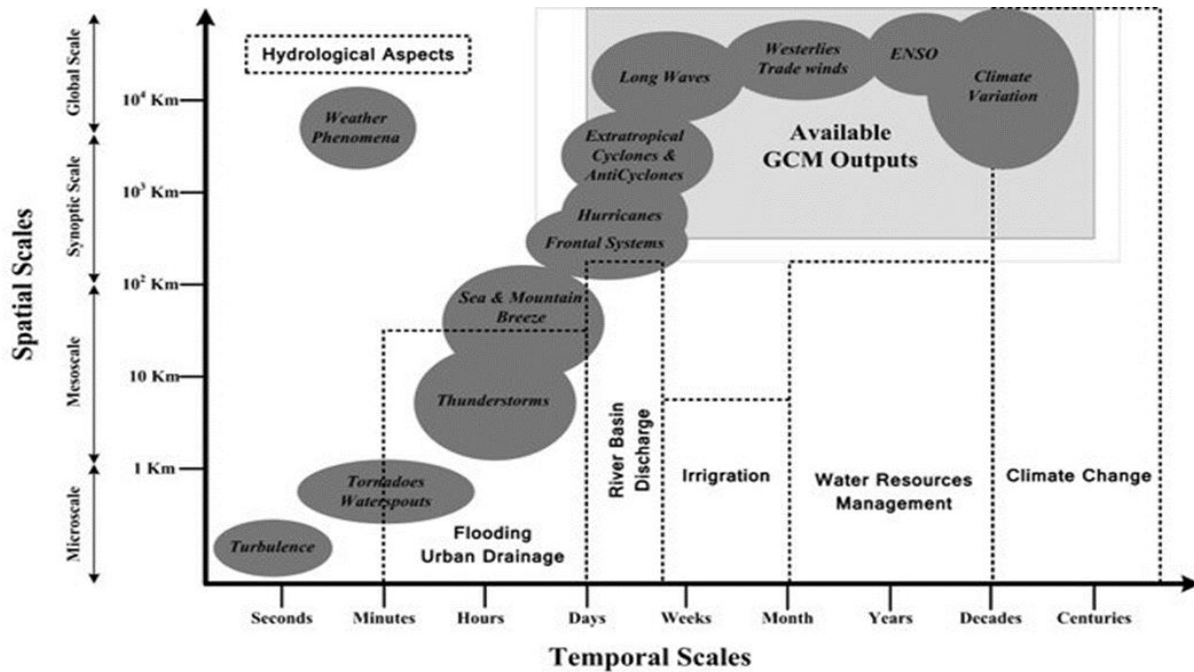 Hydrological Aspects
Weather
Phenomena
Long Waves
Westerlies
Trade winds
ENSO
Climate
Variation
Extratropical
Cyclones &
AntiCyclones
Available
GCM Outputs
Hurricanes
Frontal Systems
Sea & Mountain
Breeze
Thunderstorms
Tornadoes
Waterspouts
Turbulence
Flooding
Urban Drainage
River Basin
Discharge
Irrigration
Water Resources
Management
Climate Change
Spatial Scales
Global Scale
Synoptic Scale
Mesoscale
Microscale
10⁴ Km
10³ Km
10² Km
10 Km
1 Km
Seconds
Minutes
Hours
Days
Weeks
Month
Years
Decades
Centuries
Temporal Scales